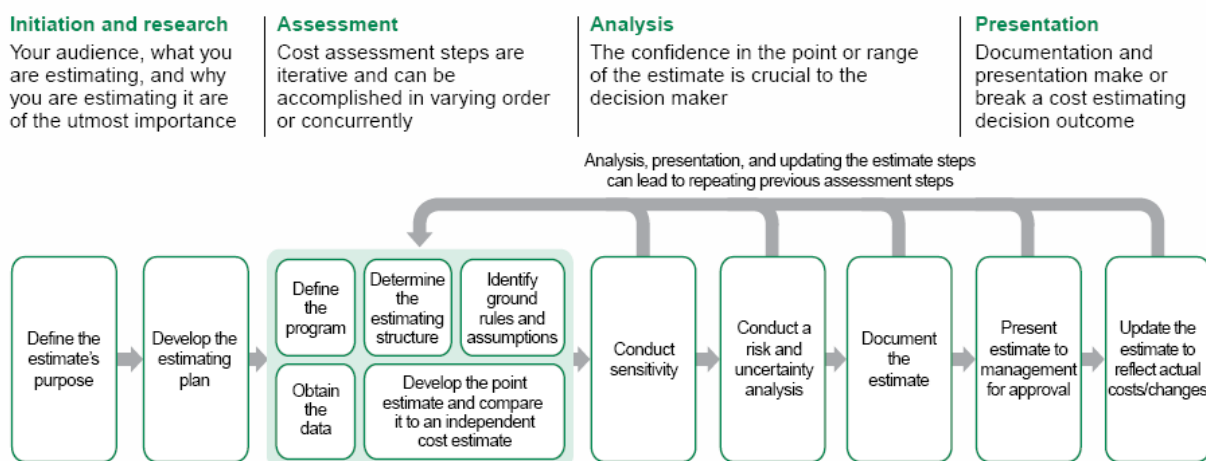 Initiation and research
Your audience, what you
are estimating, and why
you are estimating it are
of the utmost importance
Assessment
Cost assessment steps are
iterative and can be
accomplished in varying order
or concurrently
Analysis
The confidence in the point or range
of the estimate is crucial to the
decision maker
Presentation
Documentation and
presentation make or
break a cost estimating
decision outcome
Analysis, presentation, and updating the estimate steps
can lead to repeating previous assessment steps
Define the
estimate's
purpose
Develop the
estimating
plan
Define
the
program
Determine
the
estimating
structure
Identify
ground
rules and
assumptions
Obtain
the
data
Develop the point
estimate and compare
it to an independent
cost estimate
Conduct
sensitivity
Conduct a
risk and
uncertainty
analysis
Document
the
estimate
Present
estimate to
management
for approval
Update the
estimate to
reflect actual
costs/changes